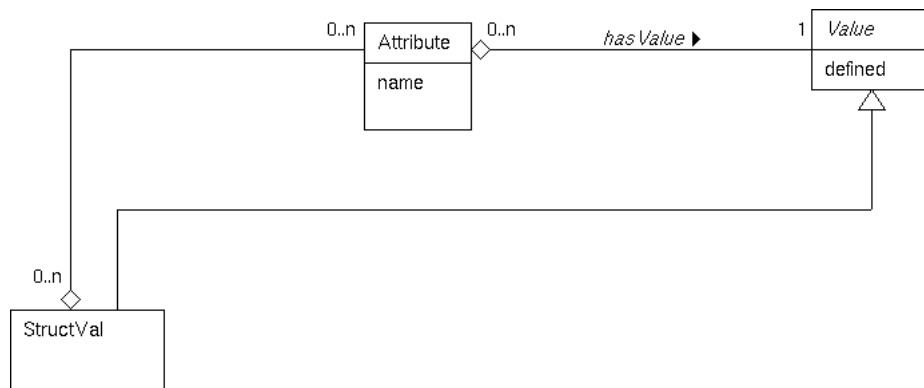 0..n
Attribute
0..n
hasValue
1
Value
name
defined
0..n
StructVal